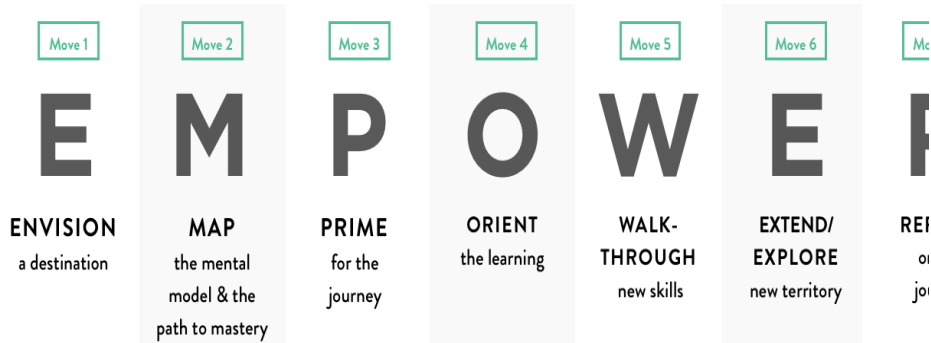 Move 1
Move 2
Move 3
Move 4
Move 5
Move 6
E
M
P
O
W
E
ENVISION
a destination
MAP
the mental
model & the
path to mastery
PRIME
for the
journey
ORIENT
the learning
WALK-
THROUGH
new skills
EXTEND/
EXPLORE
new territory